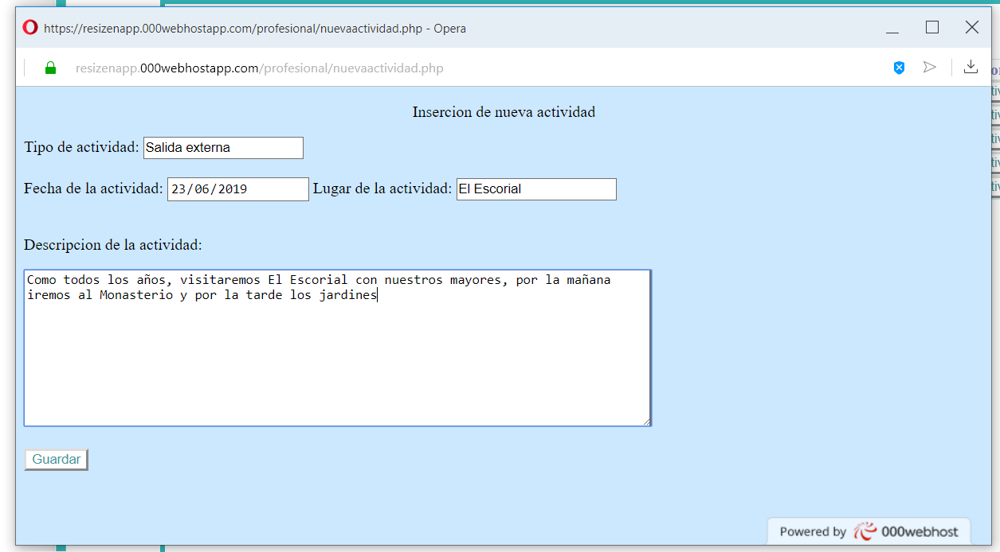 https://resizenapp.000webhostapp.com/profesional/nuevaactividad.php - Opera
resizenapp.000webhostapp.com/profesional/nuevaactividad.php
Insercion de nueva actividad
Tipo de actividad: Salida externa
Fecha de la actividad: 23/06/2019 Lugar de la actividad: El Escorial
Descripcion de la actividad:
Como todos los años, visitaremos El Escorial con nuestros mayores, por la mañana
iremos al Monasterio y por la tarde los jardines
Guardar
Powered by 000webhost